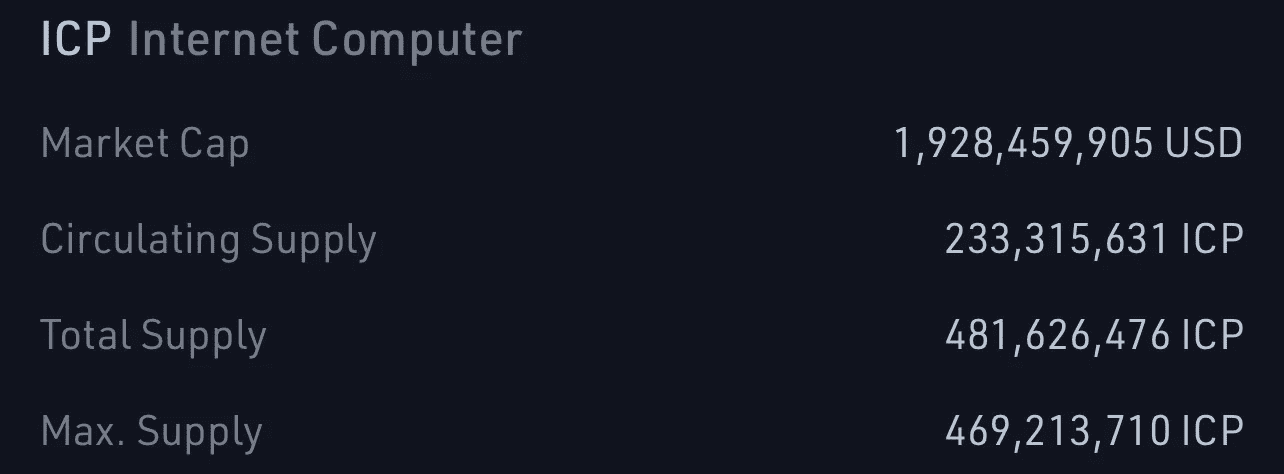 ICP Internet Computer
Market Cap 1,928,459,905 USD
Circulating Supply 233,315,631 ICP
Total Supply 481,626,476 ICP
Max. Supply 469,213,710 ICP